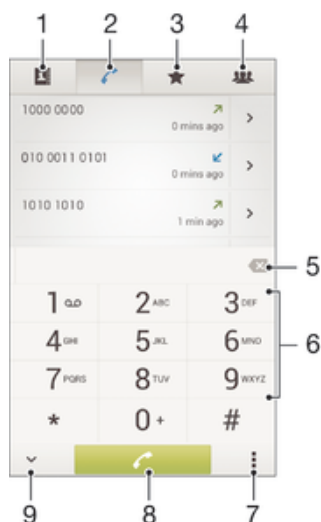 1 2 3 4
1000 0000
0 mins ago
010 0011 0101
0 mins ago
1010 1010
1 min ago
5
1 2 ABC 3 DEF
4 GHI 5 JKL 6 MNO
6
7 PQRS 8 TUV 9 WXYZ
* 0 + #
9 8 7